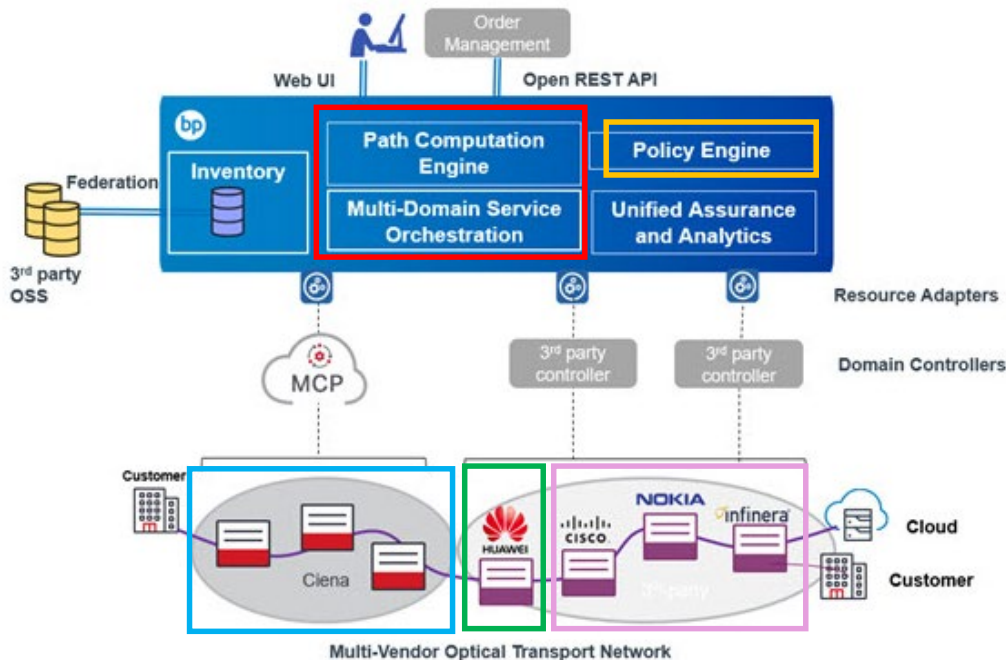 Order
Management
Web UI
Open REST API
bp
Path Computation
Engine
Policy Engine
Inventory
Federation
Multi-Domain Service
Orchestration
Unified Assurance
and Analytics
3rd party
OSS
Resource Adapters
MCP
3rd party
controller
3rd party
controller
Domain Controllers
Customer
NOKIA
infinera
HUAWEI
CISCO
Cloud
Ciena
3rd-party
Customer
Multi-Vendor Optical Transport Network